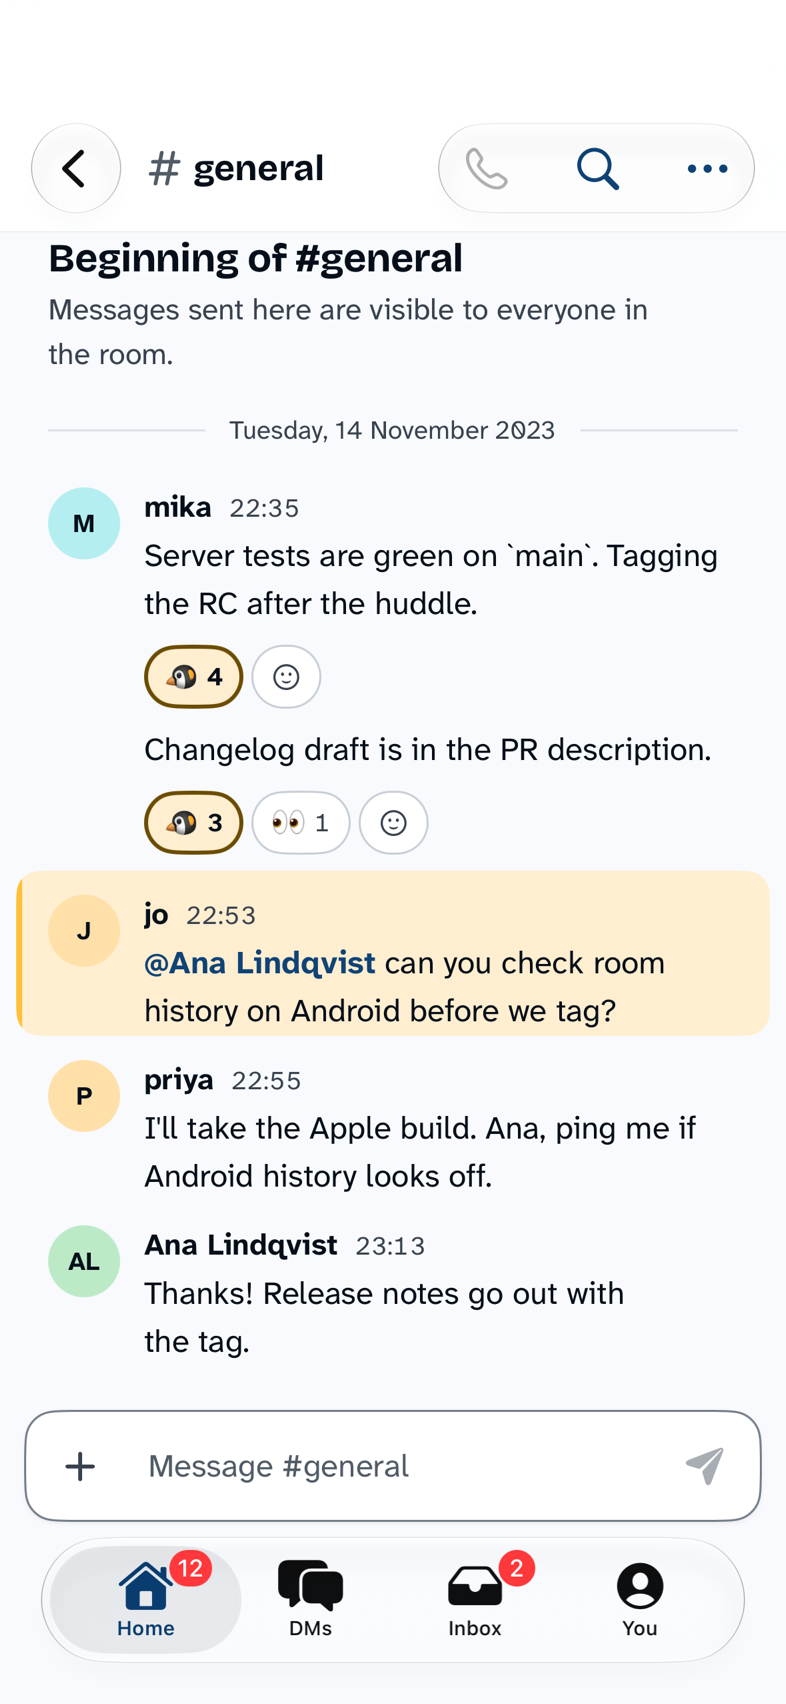 # general
Beginning of #general
Messages sent here are visible to everyone in
the room.
Tuesday, 14 November 2023
M
mika 22:35
Server tests are green on `main`. Tagging
the RC after the huddle.
4
Changelog draft is in the PR description.
3
1
J
jo 22:53
@Ana Lindqvist can you check room
history on Android before we tag?
P
priya 22:55
I'll take the Apple build. Ana, ping me if
Android history looks off.
AL
Ana Lindqvist 23:13
Thanks! Release notes go out with
the tag.
Message #general
12
2
Home
DMs
Inbox
You